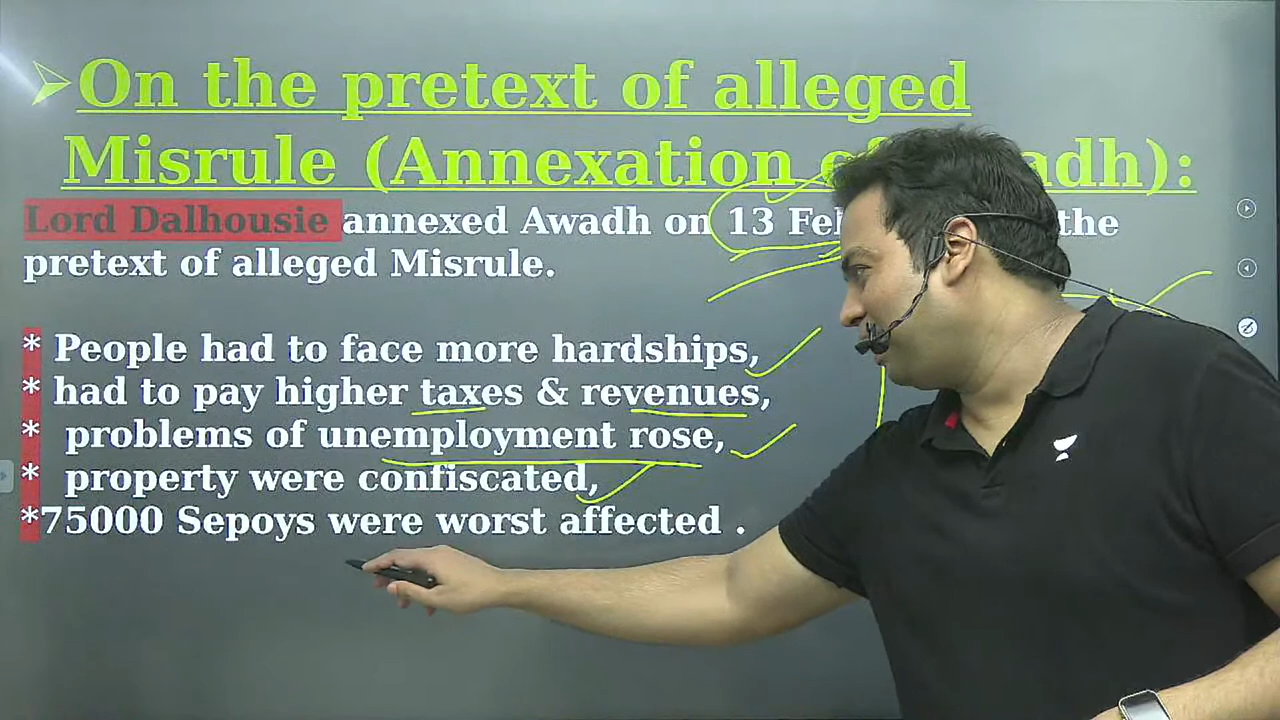 ➢On the pretext of alleged
Misrule (Annexation adh):
Lord Dalhousie annexed Awadh on 13 the
pretext of alleged Misrule.
* People had to face more hardships,
* had to pay higher taxes & revenues,
* problems of unemployment rose,
* property were confiscated,
*75000 Sepoys were worst affected .